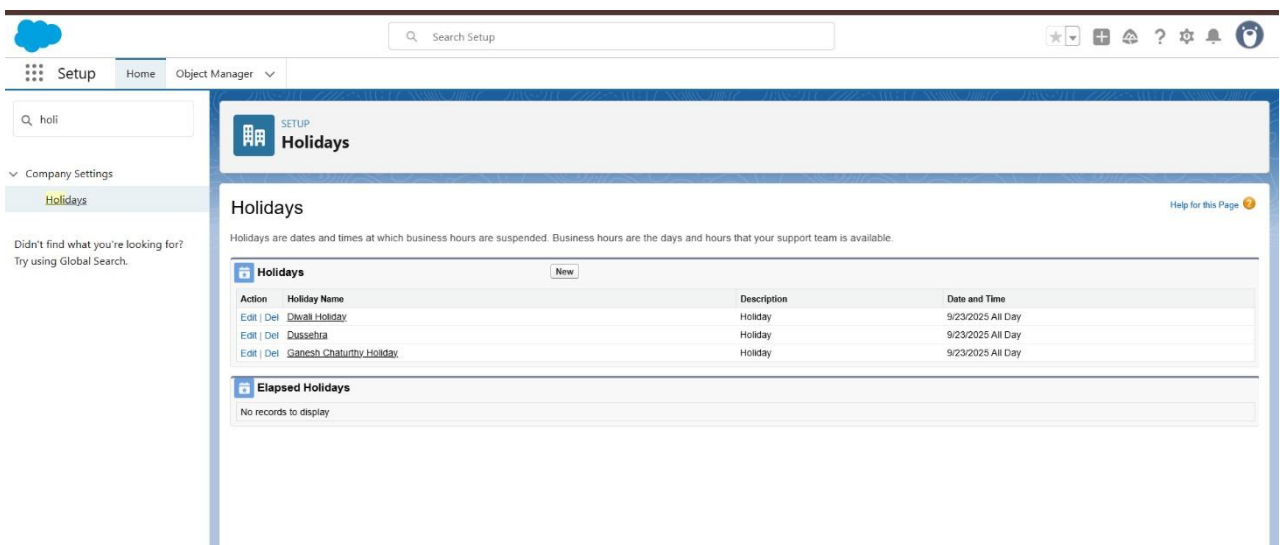 Search Setup
Setup Home Object Manager
holi
Company Settings
Holidays
Didn't find what you're looking for?
Try using Global Search.
SETUP
Holidays
Holidays
Help for this Page
Holidays are dates and times at which business hours are suspended. Business hours are the days and hours that your support team is available.
Holidays New
Action Holiday Name Description Date and Time
Edit | Del Diwali Holiday Holiday 9/23/2025 All Day
Edit | Del Dussehra Holiday 9/23/2025 All Day
Edit | Del Ganesh Chaturthy Holiday Holiday 9/23/2025 All Day
Elapsed Holidays
No records to display